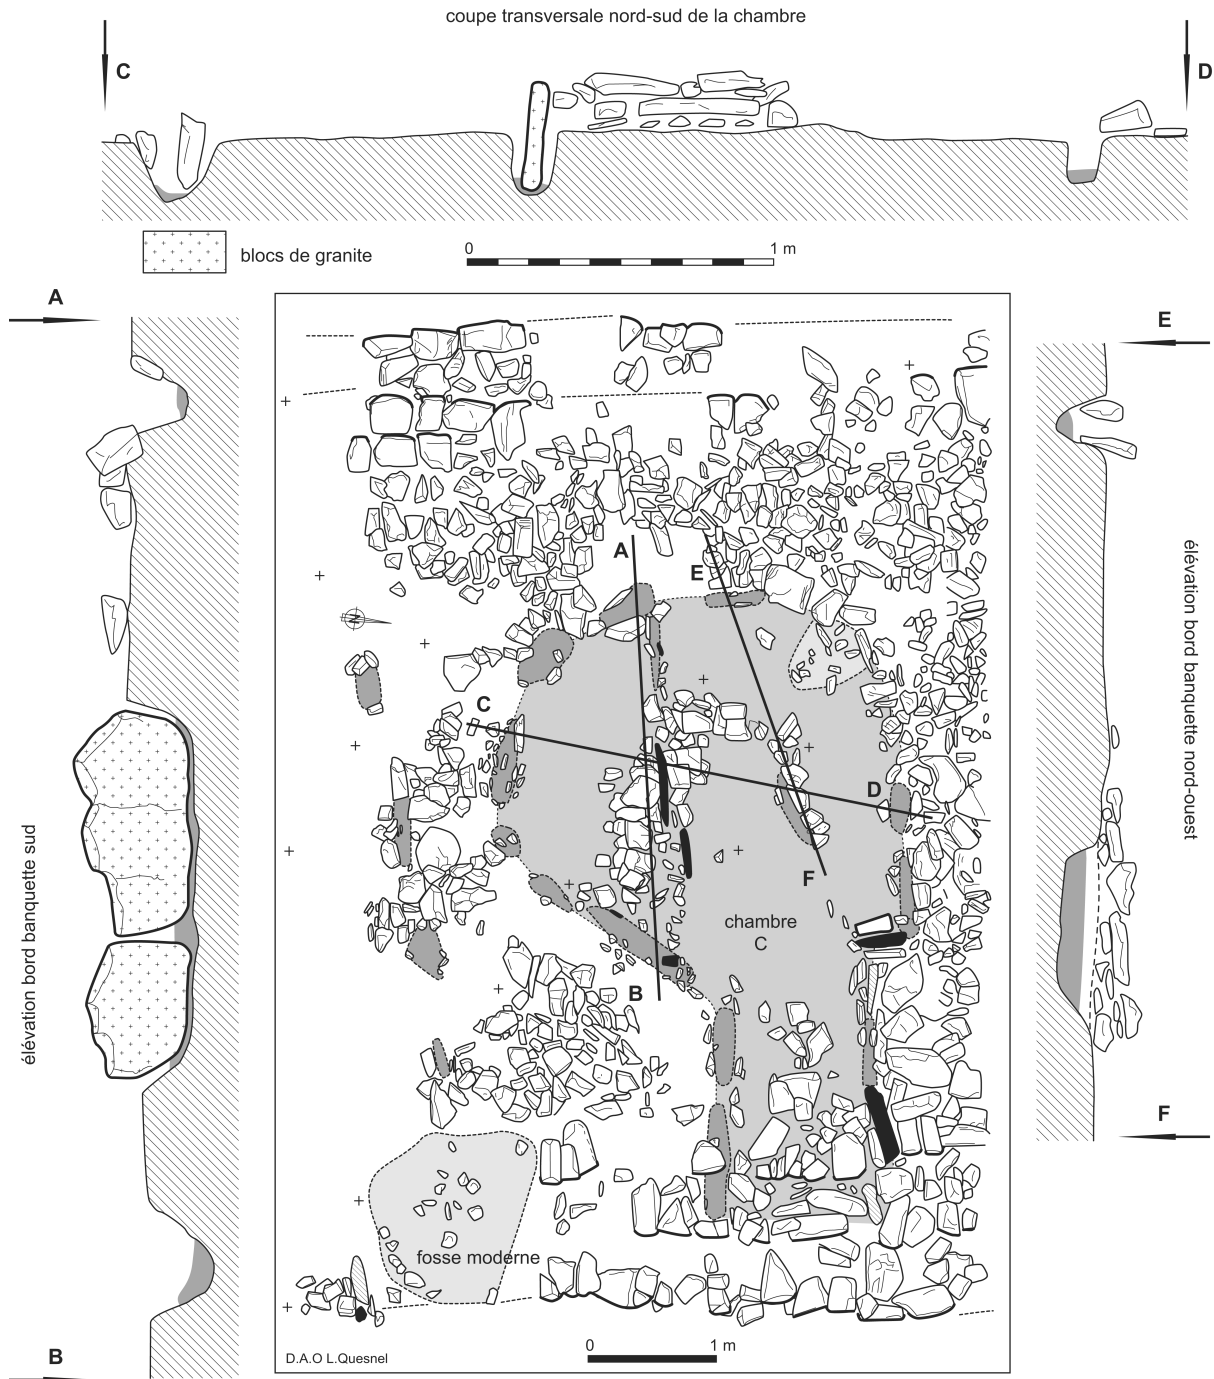 coupe transversale nord-sud de la chambre
C
D
blocs de granite
0
1 m
A
E
A
E
N
C
D
F
chambre
C
B
élévation bord banquette sud
élévation bord banquette nord-ouest
F
fosse moderne
0
1 m
D.A.O L.Quesnel
B